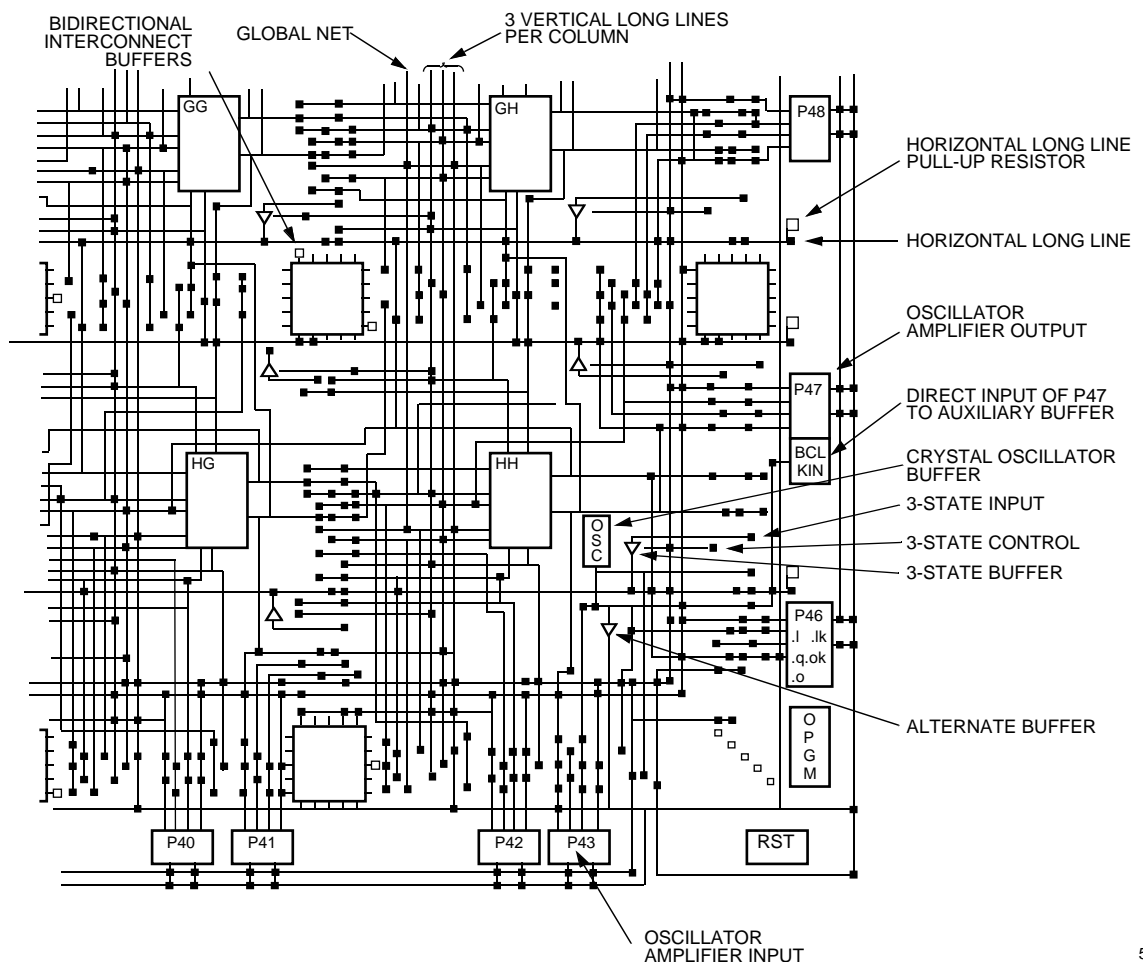 BIDIRECTIONAL
INTERCONNECT
BUFFERS
GLOBAL NET
3 VERTICAL LONG LINES
PER COLUMN
GG
GH
P48
HORIZONTAL LONG LINE
PULL-UP RESISTOR
HORIZONTAL LONG LINE
OSCILLATOR
AMPLIFIER OUTPUT
P47
DIRECT INPUT OF P47
TO AUXILIARY BUFFER
BCL
KIN
HG
HH
CRYSTAL OSCILLATOR
BUFFER
O
S
C
3-STATE INPUT
3-STATE CONTROL
3-STATE BUFFER
P46
.l .lk
.q.ok
.o
ALTERNATE BUFFER
O
P
G
M
P40
P41
P42
P43
RST
OSCILLATOR
AMPLIFIER INPUT
5